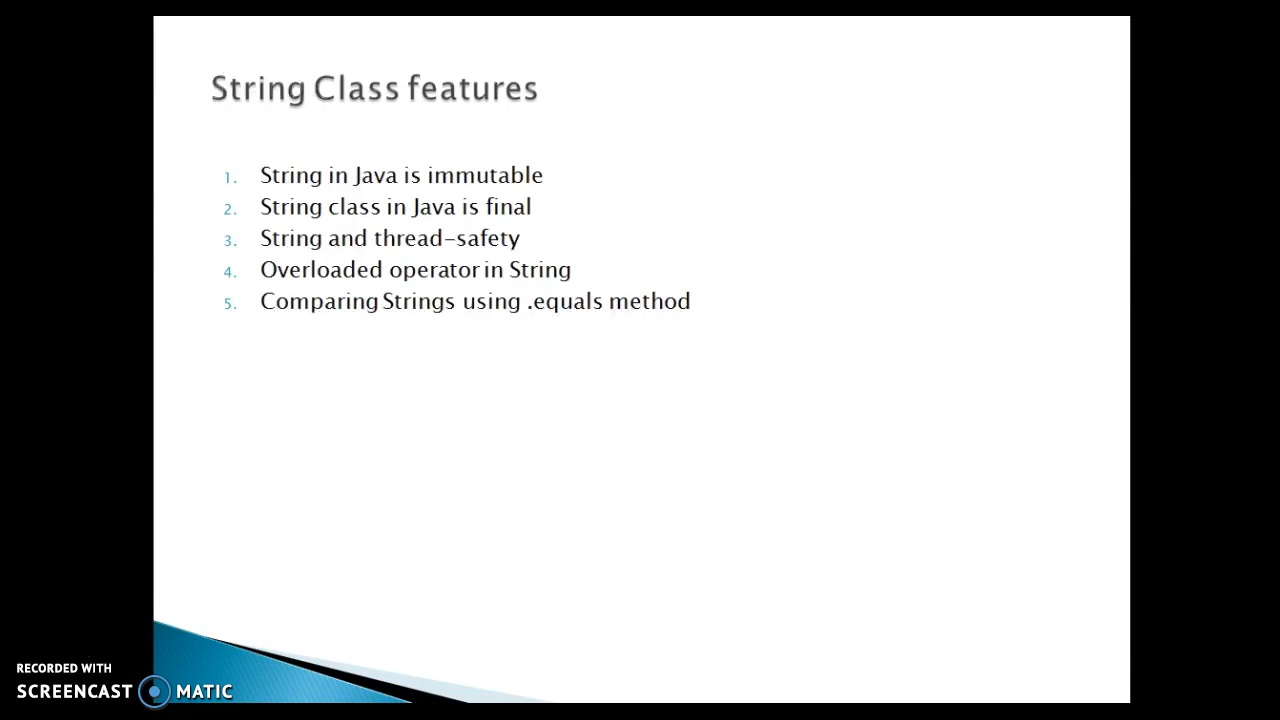 String Class features
1. String in Java is immutable
2. String class in Java is final
3. String and thread-safety
4. Overloaded operator in String
5. Comparing Strings using .equals method
RECORDED WITH
SCREENCAST MATIC